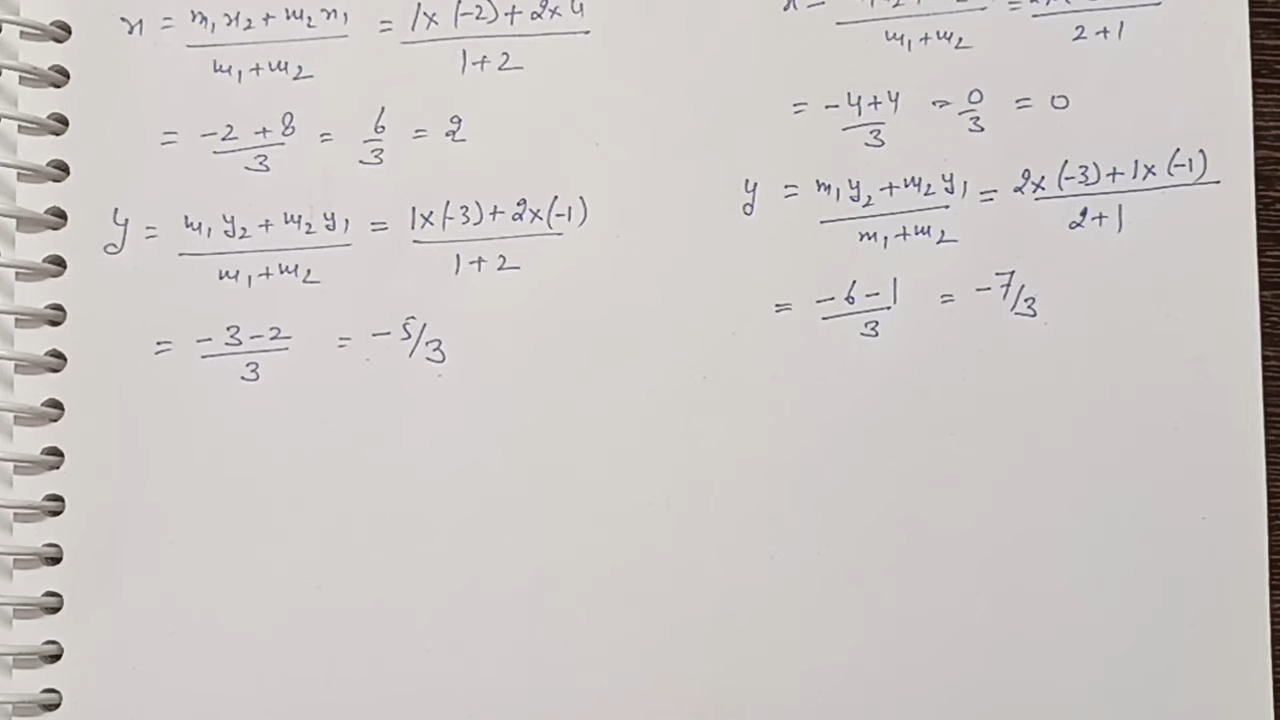 x = m₁x₂+m₂x₁ / m₁+m₂ = 1×(-2)+2×4 / 1+2
= -2+8 / 3 = 6/3 = 2
y = m₁y₂+m₂y₁ / m₁+m₂ = 1×(-3)+2×(-1) / 1+2
= -3-2 / 3 = -5/3
m₁+m₂ 2+1
= -4+4 / 3 = 0/3 = 0
y = m₁y₂+m₂y₁ / m₁+m₂ = 2×(-3)+1×(-1) / 2+1
= -6-1 / 3 = -7/3